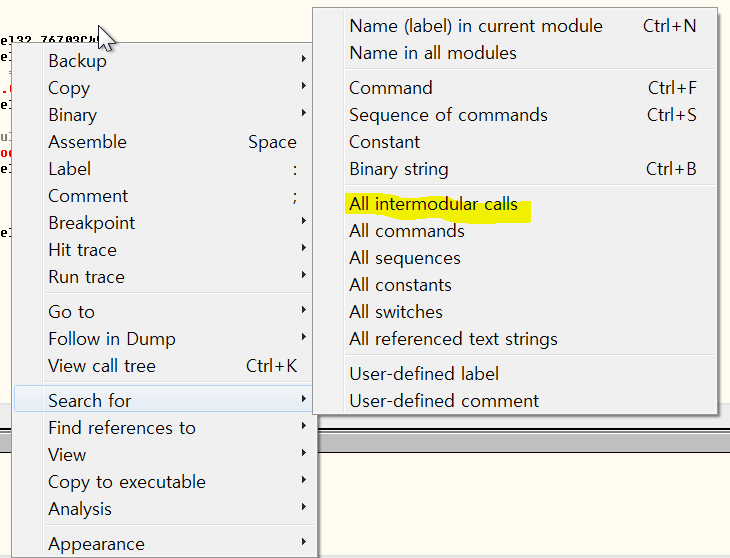 Backup
Copy
Binary
Assemble Space
Label :
Comment ;
Breakpoint
Hit trace
Run trace
Go to
Follow in Dump
View call tree Ctrl+K
Search for
Find references to
View
Copy to executable
Analysis
Appearance
Name (label) in current module Ctrl+N
Name in all modules
Command Ctrl+F
Sequence of commands Ctrl+S
Constant
Binary string Ctrl+B
All intermodular calls
All commands
All sequences
All constants
All switches
All referenced text strings
User-defined label
User-defined comment